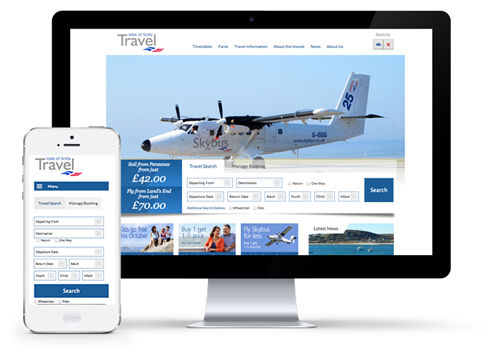 Isles of Scilly
Travel
Timetables Fares Travel Information About the Islands News About Us
Book by
25
YEARS
Skybus
G-ISSG
www.skybus.co.uk
Sail from Penzance
from just
£42.00
Fly from Land's End
from just
£70.00
Travel Search Manage Booking
Departing From Destination Return One Way
Departure Date Return Date Adult Youth Child Infant
Search
Additional Search Options: Wheelchair Pets
Kids go free
this October
Buy 1 get
1 ½ price
Fly Skybus
for less
Latest News
Isles of Scilly
Travel
Menu
Travel Search Manage Booking
Departing From
Destination
Return One Way
Departure Date
Return Date Adult
Youth Child Infant
Search
Wheelchair Pets